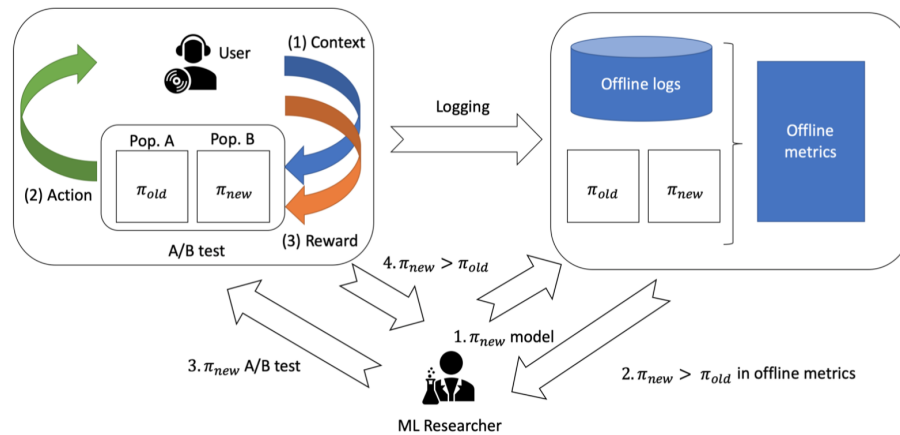 (1) Context
User
Pop. A
Pop. B
π_old
π_new
(2) Action
A/B test
(3) Reward
Logging
Offline logs
π_old
π_new
Offline
metrics
4. π_new > π_old
1. π_new model
3. π_new A/B test
2. π_new > π_old in offline metrics
ML Researcher